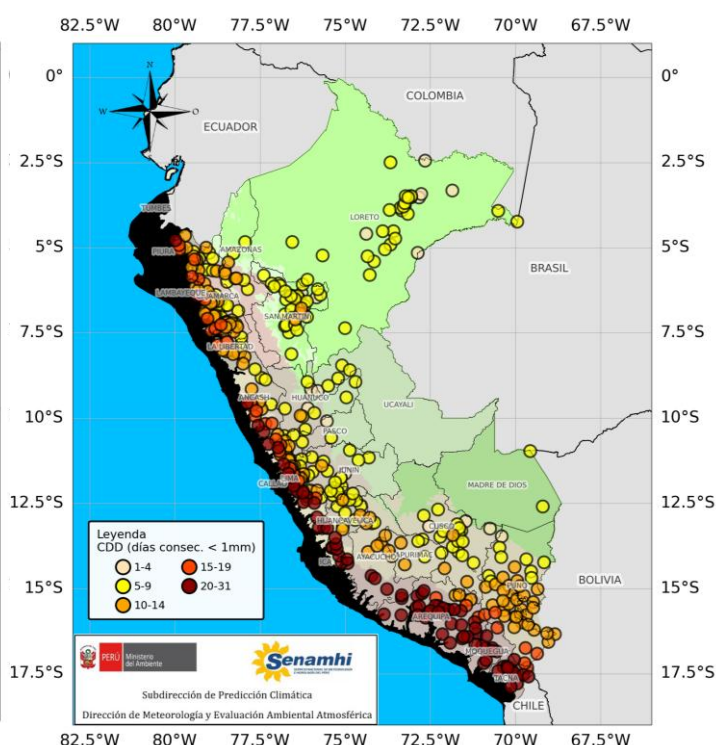 82.5°W 80°W 77.5°W 75°W 72.5°W 70°W 67.5°W
N
W O
0° 0°
COLOMBIA
ECUADOR
2.5°S 2.5°S
TUMBES
LORETO
5°S 5°S
PIURA AMAZONAS
BRASIL
LAMBAYEQUE
SAN MARTIN
7.5°S 7.5°S
LA LIBERTAD
ANCASH HUANUCO
UCAYALI
10°S 10°S
PASCO
LIMA JUNIN
MADRE DE DIOS
12.5°S 12.5°S
HUANCAVELICA CUSCO
AYACUCHO APURIMAC
ICA
PUNO BOLIVIA
Leyenda
CDD (días consec. < 1mm)
1-4 15-19
5-9 20-31
10-14
15°S 15°S
AREQUIPA
MOQUEGUA
17.5°S 17.5°S
TACNA
CHILE
PERÚ Ministerio
del Ambiente
Senamhi
Subdirección de Predicción Climática
Dirección de Meteorología y Evaluación Ambiental Atmosférica
82.5°W 80°W 77.5°W 75°W 72.5°W 70°W 67.5°W